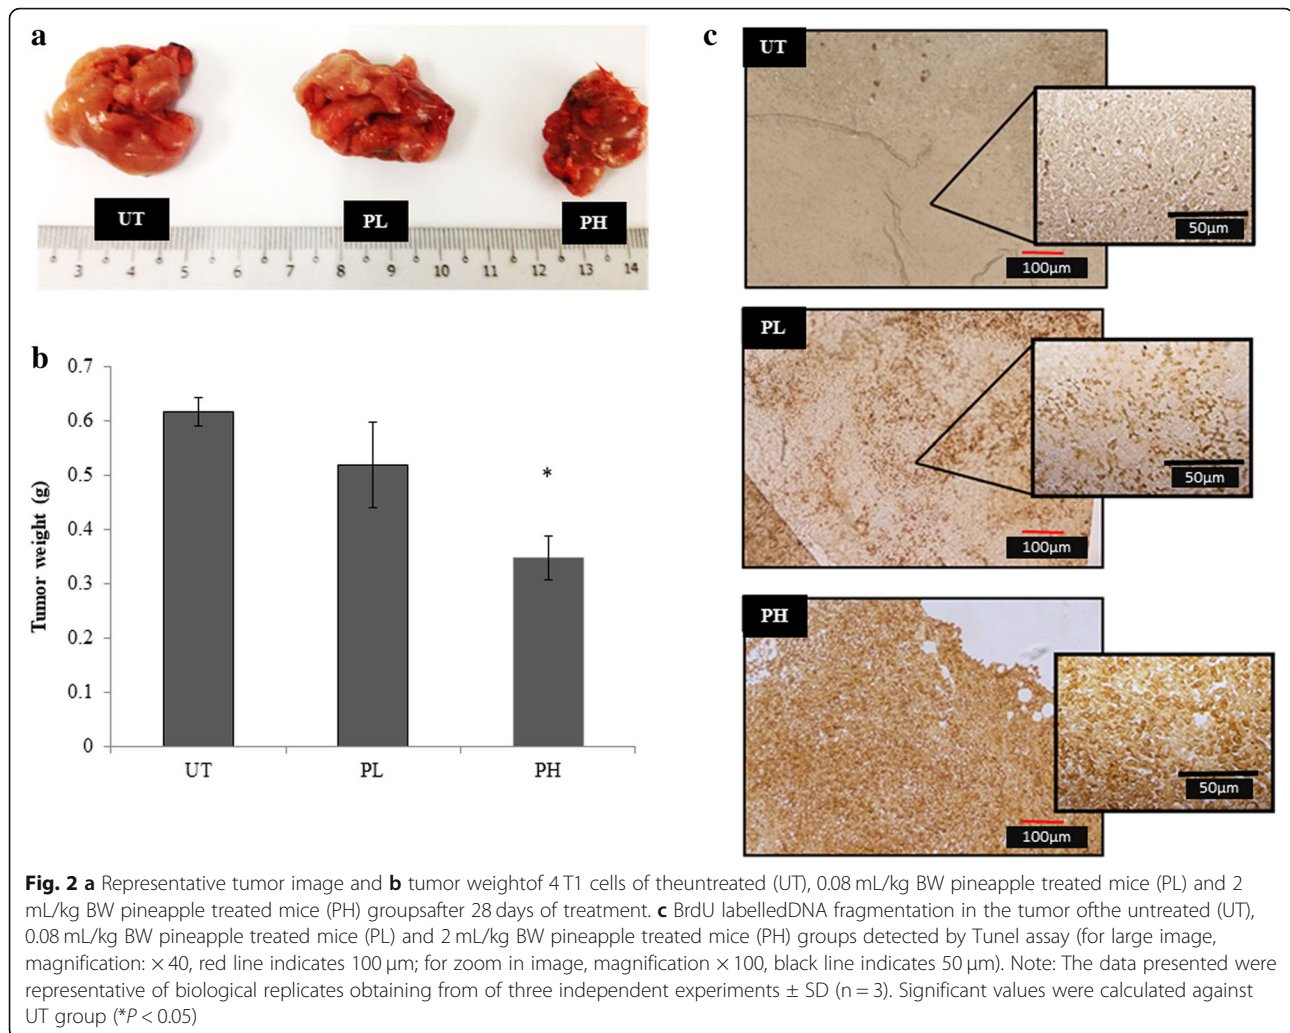 a
UT
PL
PH
3 4 5 6 7 8 9 10 11 12 13 14
b
0.7
0.6
0.5
0.4
0.3
0.2
0.1
0
Tumor weight (g)
*
UT PL PH
c
UT
50µm
100µm
PL
50µm
100µm
PH
50µm
100µm
Fig. 2 a Representative tumor image and b tumor weightof 4 T1 cells of theuntreated (UT), 0.08 mL/kg BW pineapple treated mice (PL) and 2
mL/kg BW pineapple treated mice (PH) groupsafter 28 days of treatment. c BrdU labelledDNA fragmentation in the tumor ofthe untreated (UT),
0.08 mL/kg BW pineapple treated mice (PL) and 2 mL/kg BW pineapple treated mice (PH) groups detected by Tunel assay (for large image,
magnification: × 40, red line indicates 100 μm; for zoom in image, magnification × 100, black line indicates 50 μm). Note: The data presented were
representative of biological replicates obtaining from of three independent experiments ± SD (n = 3). Significant values were calculated against
UT group (*P < 0.05)